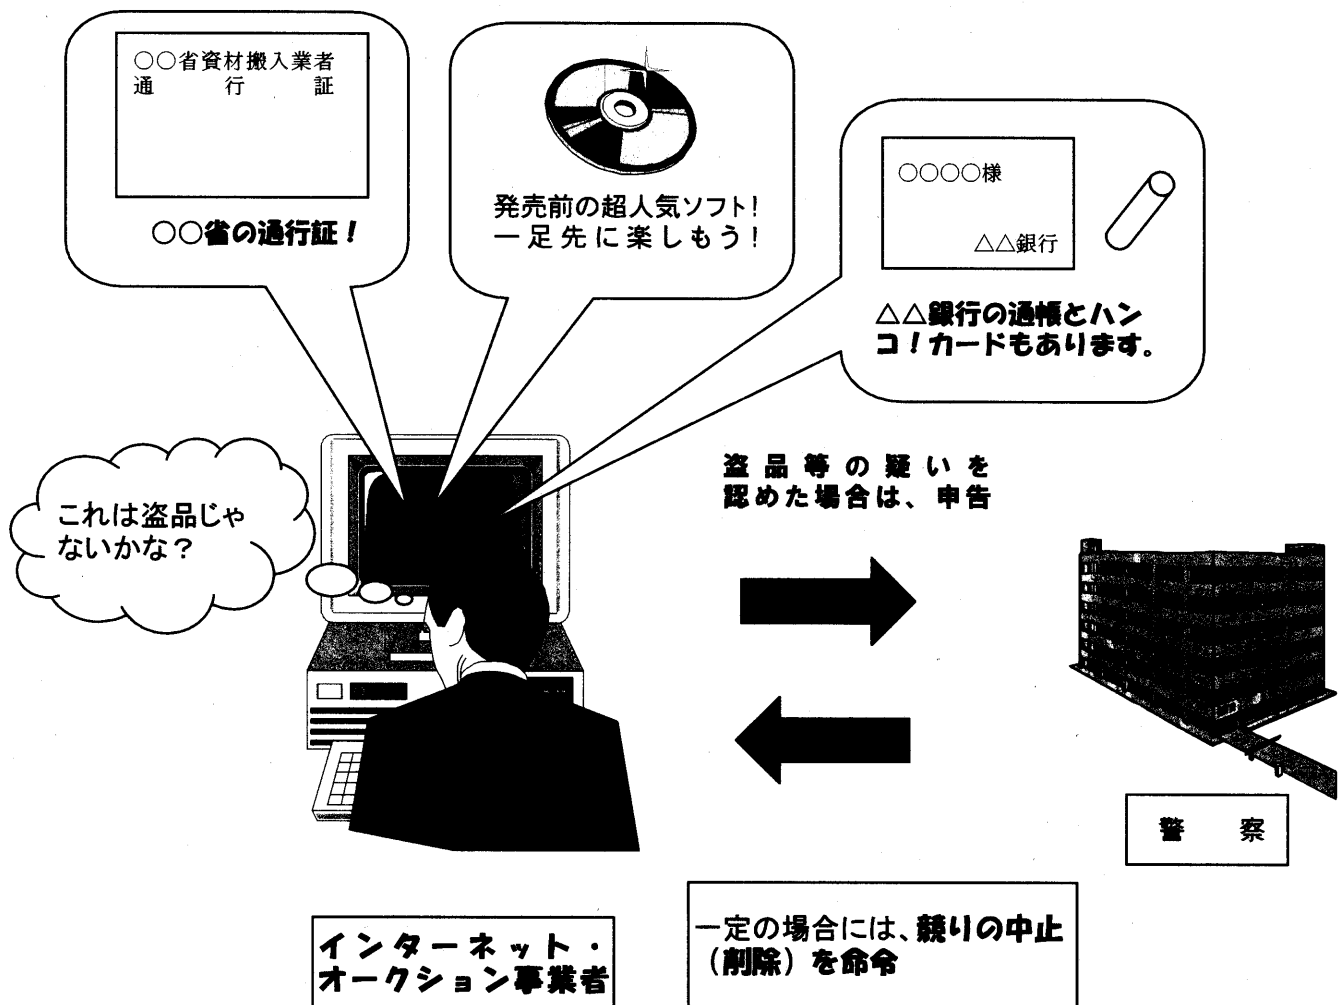 ○○省資材搬入業者
通行証
○○省の通行証!
発売前の超人気ソフト!
一足先に楽しもう!
○○○○様
△△銀行
△△銀行の通帳とハン
コ!カードもあります。
これは盗品じゃ
ないかな?
盗品等の疑いを
認めた場合は、申告
警察
インターネット・
オークション事業者
一定の場合には、競りの中止
(削除)を命令